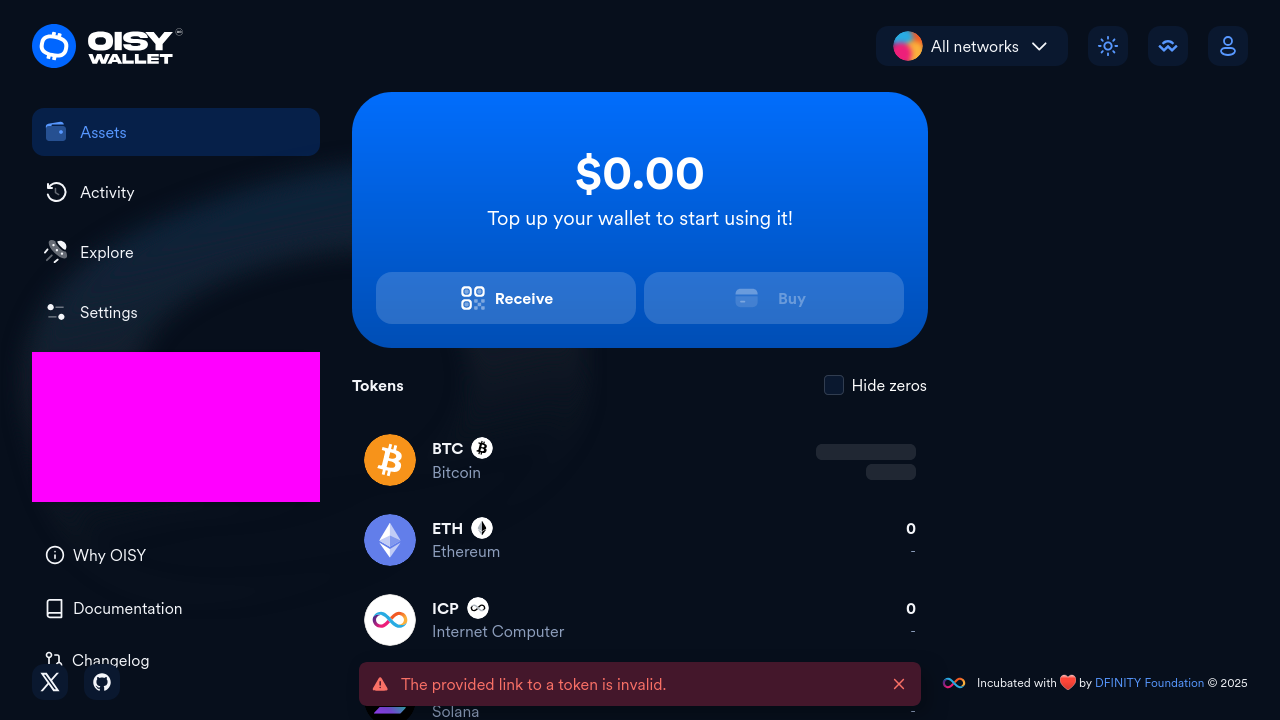 OISY
WALLET
All networks
Assets
Activity
Explore
Settings
$0.00
Top up your wallet to start using it!
Receive
Buy
Tokens
Hide zeros
BTC
Bitcoin
ETH
0
Ethereum
-
ICP
0
Internet Computer
-
Why OISY
Documentation
Changelog
The provided link to a token is invalid.
Solana
-
Incubated with ❤️ by DFINITY Foundation © 2025